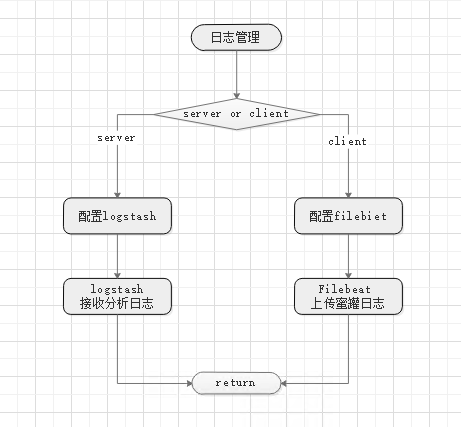 日志管理
server or client
server
client
配置logstash
配置filebiet
logstash
接收分析日志
Filebeat
上传蜜罐日志
return